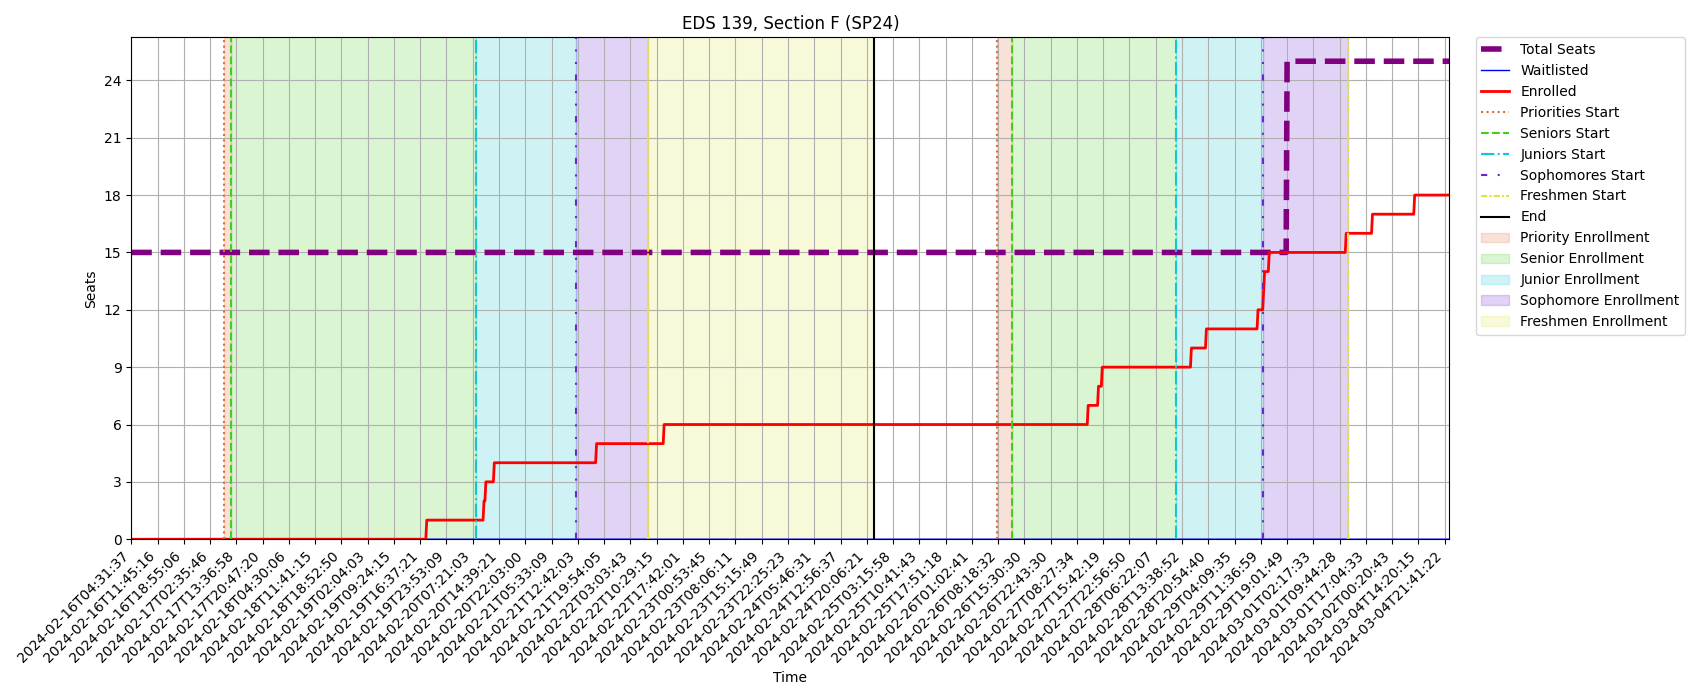 EDS 139, Section F (SP24)
Seats
24
21
18
15
12
9
6
3
0
2024-02-16T04:31:37
2024-02-16T11:45:16
2024-02-16T18:55:06
2024-02-17T02:35:46
2024-02-17T13:36:58
2024-02-17T20:47:20
2024-02-18T04:30:06
2024-02-18T11:41:15
2024-02-18T18:52:50
2024-02-19T02:04:03
2024-02-19T09:24:15
2024-02-19T16:37:21
2024-02-19T23:53:09
2024-02-20T07:21:03
2024-02-20T14:39:21
2024-02-20T22:03:00
2024-02-21T05:33:09
2024-02-21T12:42:03
2024-02-21T19:54:05
2024-02-22T03:03:43
2024-02-22T10:29:15
2024-02-22T17:42:01
2024-02-23T00:53:45
2024-02-23T08:06:11
2024-02-23T15:15:49
2024-02-23T22:25:23
2024-02-24T05:46:31
2024-02-24T12:56:37
2024-02-24T20:06:21
2024-02-25T03:15:58
2024-02-25T10:41:43
2024-02-25T17:51:18
2024-02-26T01:02:41
2024-02-26T08:18:32
2024-02-26T15:30:30
2024-02-26T22:43:30
2024-02-27T08:27:34
2024-02-27T15:42:19
2024-02-27T22:56:50
2024-02-28T06:22:07
2024-02-28T13:38:52
2024-02-28T20:54:40
2024-02-29T04:09:35
2024-02-29T11:36:59
2024-02-29T19:01:49
2024-03-01T02:17:33
2024-03-01T09:44:28
2024-03-01T17:04:33
2024-03-02T00:20:43
2024-03-04T14:20:15
2024-03-04T21:41:22
Time
Total Seats
Waitlisted
Enrolled
Priorities Start
Seniors Start
Juniors Start
Sophomores Start
Freshmen Start
End
Priority Enrollment
Senior Enrollment
Junior Enrollment
Sophomore Enrollment
Freshmen Enrollment